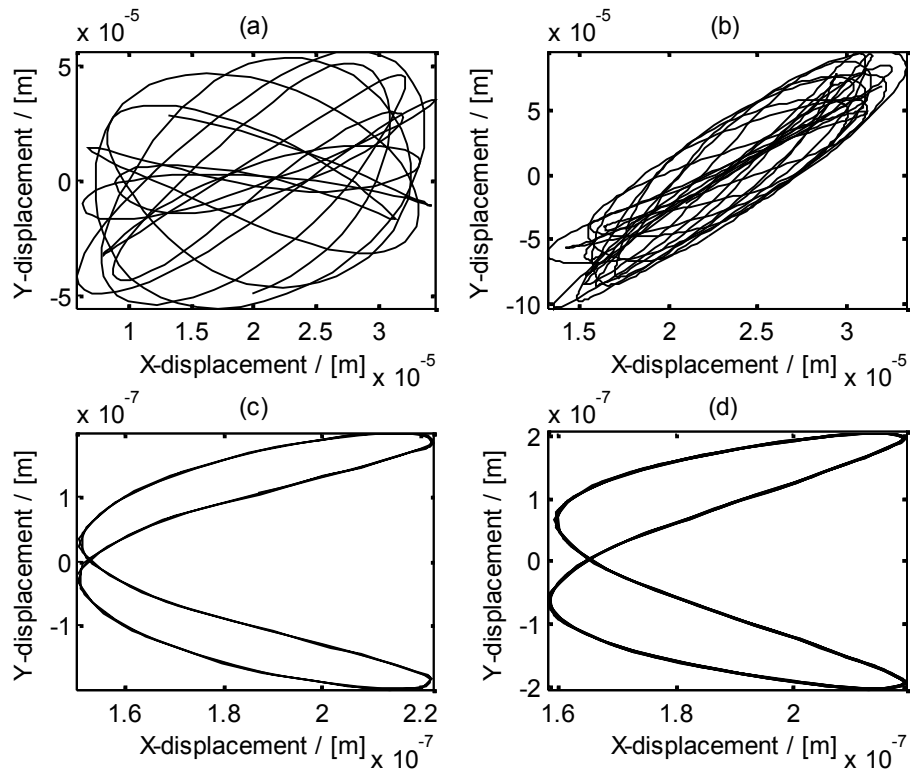 (a)
x 10-5
Y-displacement / [m]
5
0
-5
1
1.5
2
2.5
3
X-displacement / [m]
x 10-5
(b)
x 10-5
Y-displacement / [m]
5
0
-5
-10
1.5
2
2.5
3
X-displacement / [m]
x 10-5
(c)
x 10-7
Y-displacement / [m]
1
0
-1
1.6
1.8
2
2.2
X-displacement / [m]
x 10-7
(d)
x 10-7
Y-displacement / [m]
2
1
0
-1
-2
1.6
1.8
2
X-displacement / [m]
x 10-7